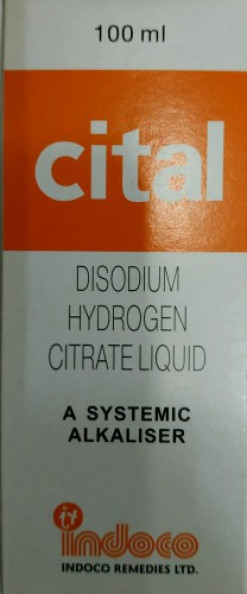 100 ml
cital
DISODIUM
HYDROGEN
CITRATE LIQUID
A SYSTEMIC
ALKALISER
indoco
INDOCO REMEDIES LTD.